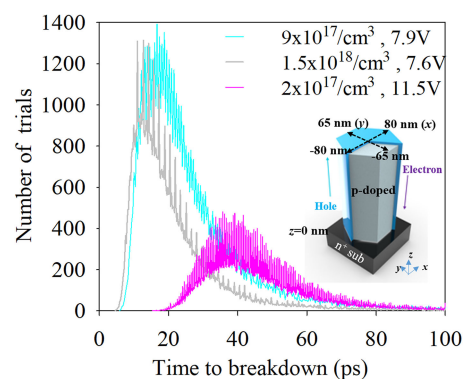 1400
1200
1000
800
600
400
200
0
Number of trials
9x10¹⁷/cm³ , 7.9V
1.5x10¹⁸/cm³ , 7.6V
2x10¹⁷/cm³ , 11.5V
65 nm (y)
80 nm (x)
-80 nm
-65 nm
p-doped
Electron
Hole
z=0 nm
n⁺ sub
z
y
x
0 20 40 60 80 100
Time to breakdown (ps)